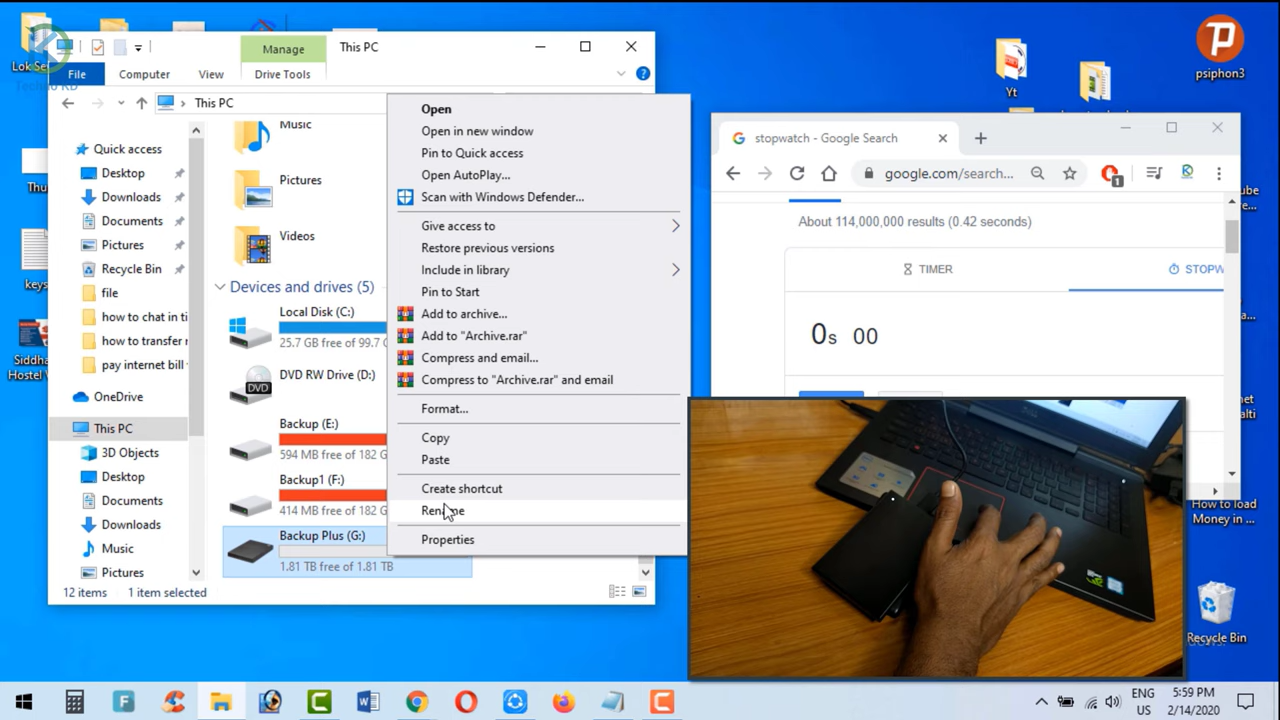 Lok Se
Techno RD
Manage
This PC
File
Computer
View
Drive Tools
This PC
Quick access
Desktop
Downloads
Documents
Pictures
Recycle Bin
file
how to chat in ti
how to transfer r
pay internet bill
OneDrive
This PC
3D Objects
Desktop
Documents
Downloads
Music
Pictures
Music
Pictures
Videos
Devices and drives (5)
Local Disk (C:)
25.7 GB free of 99.7
DVD RW Drive (D:)
DVD
Backup (E:)
594 MB free of 182 G
Backup1 (F:)
414 MB free of 182 G
Backup Plus (G:)
1.81 TB free of 1.81 TB
12 items
1 item selected
Open
Open in new window
Pin to Quick access
Open AutoPlay...
Scan with Windows Defender...
Give access to
Restore previous versions
Include in library
Pin to Start
Add to archive...
Add to "Archive.rar"
Compress and email...
Compress to "Archive.rar" and email
Format...
Copy
Paste
Create shortcut
Rename
Properties
Thu
keys
Siddha
Hostel
Yt
psiphon3
stopwatch - Google Search
google.com/search...
1
About 114,000,000 results (0.42 seconds)
TIMER
STOPW
0s 00
How to load
Money in ...
Recycle Bin
ENG
US
5:59 PM
2/14/2020